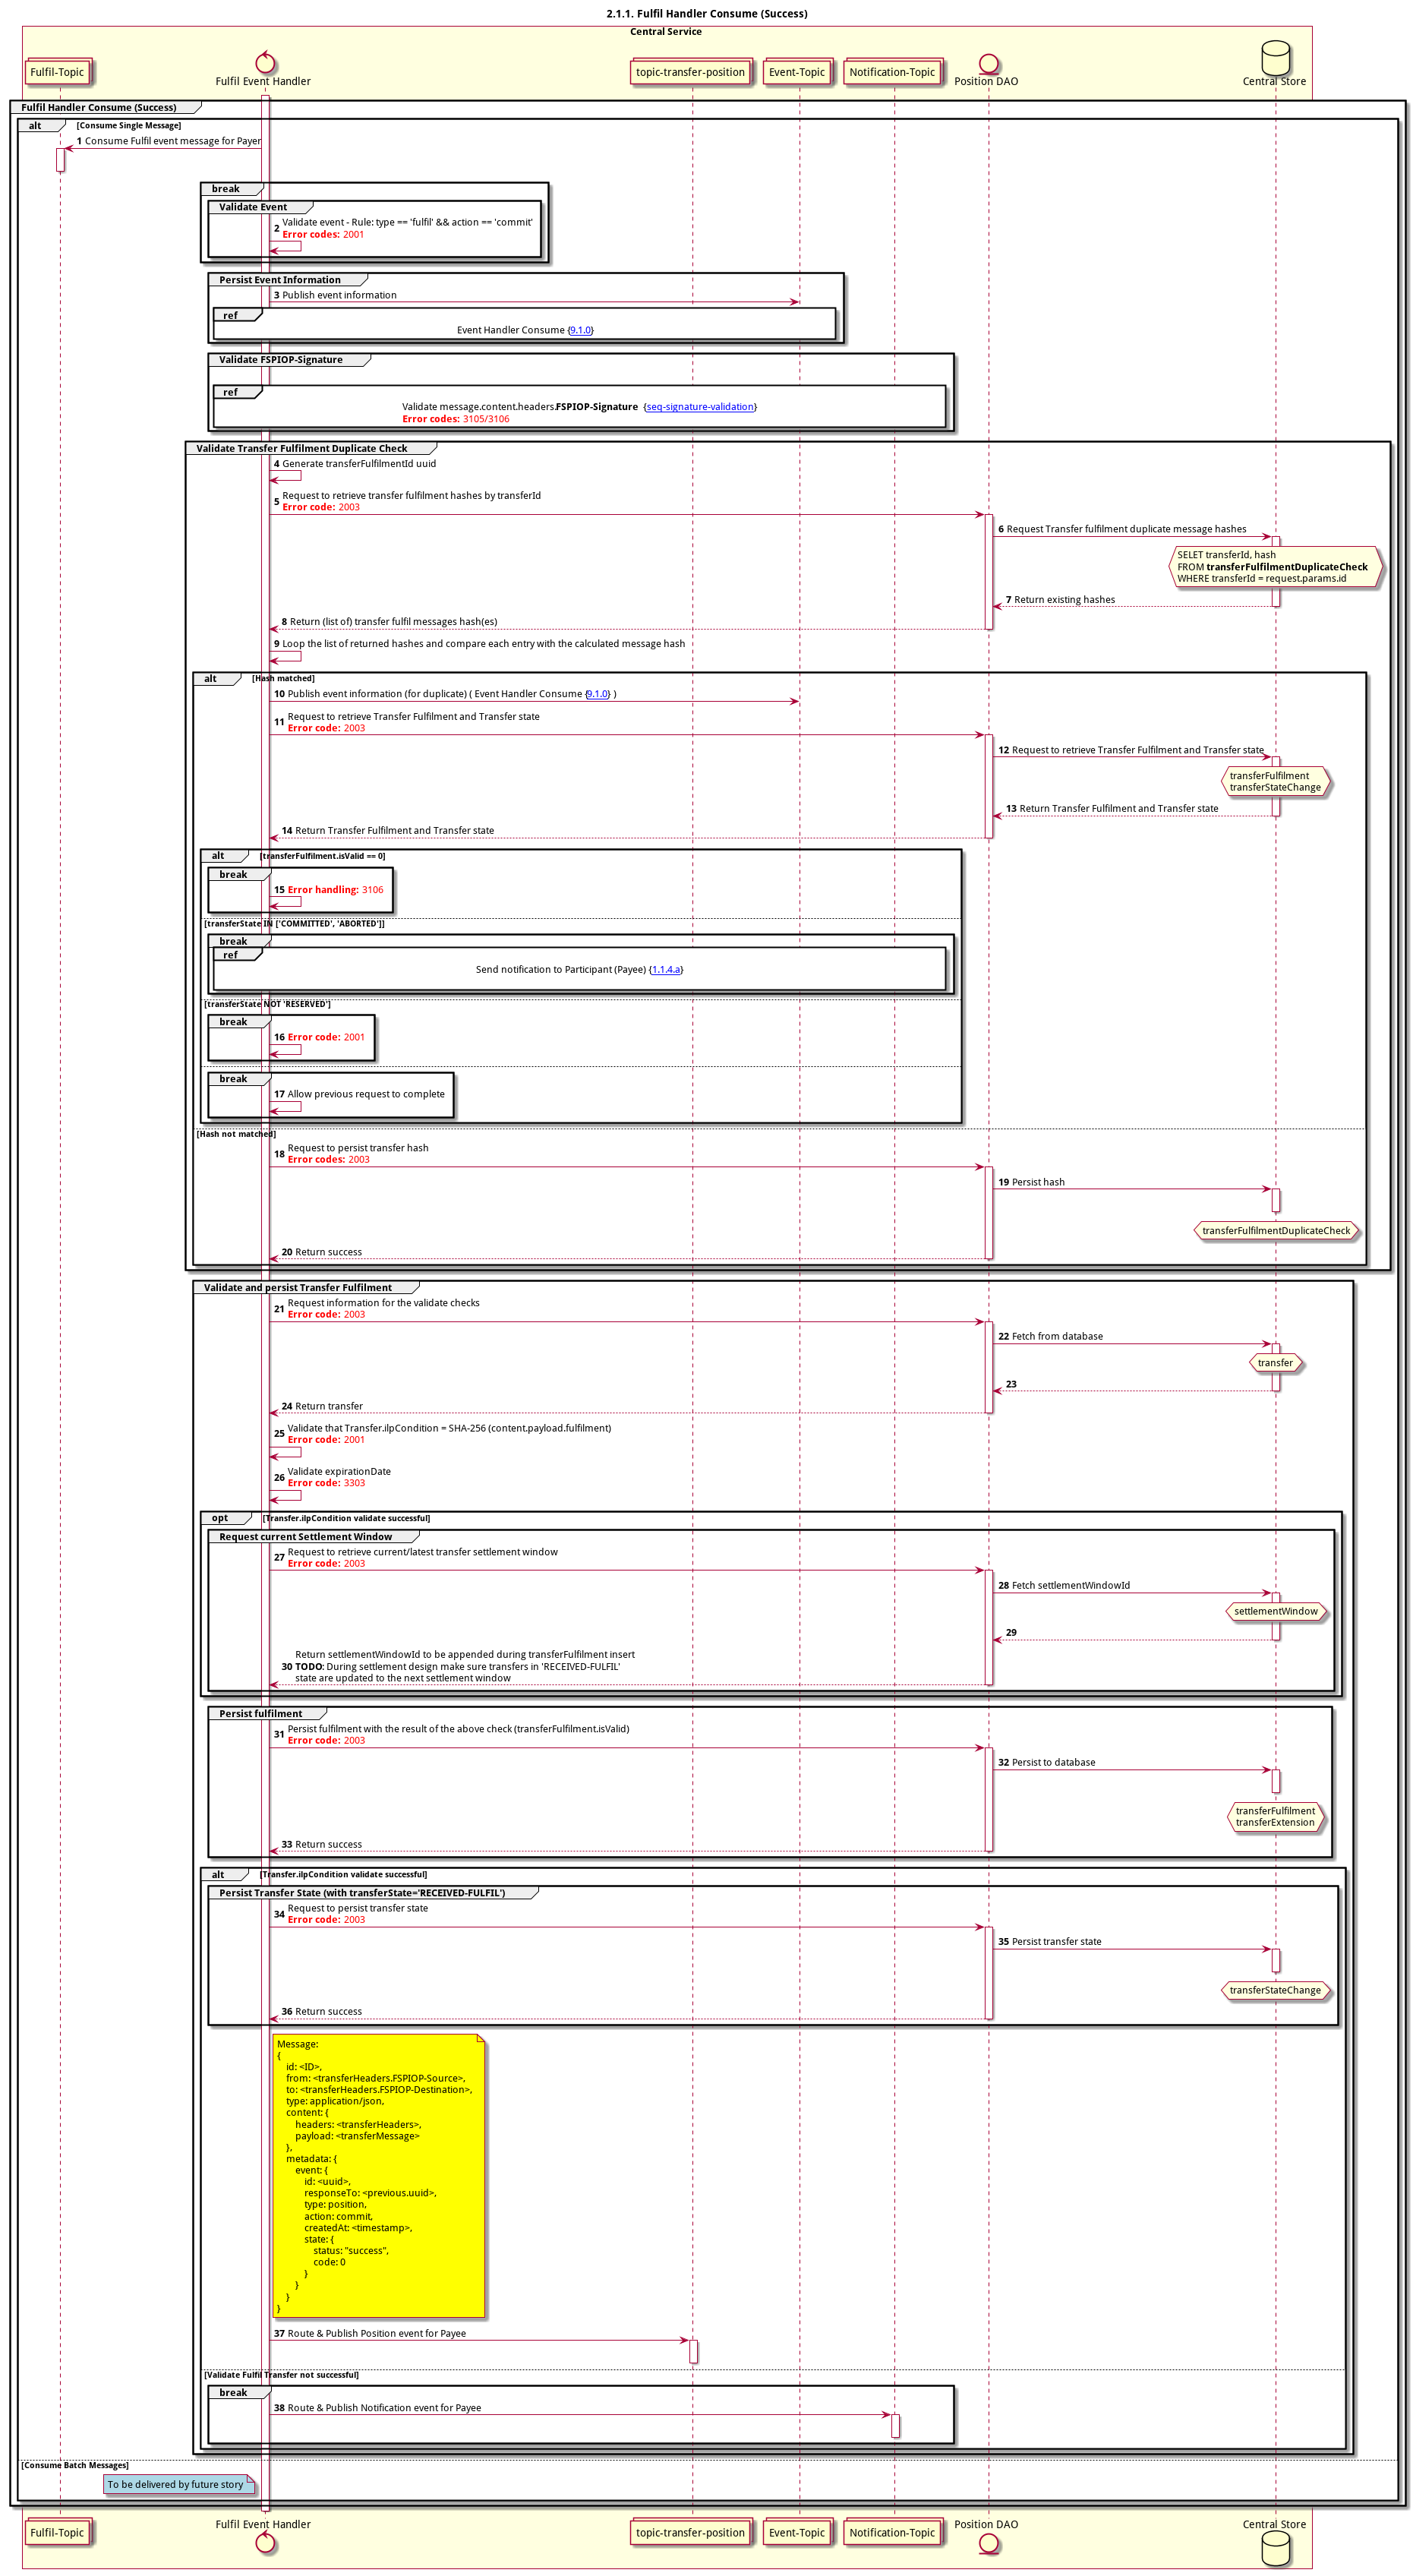 2.1.1. Fulfil Handler Consume (Success)
Central Service
Fulfil-Topic
Fulfil Event Handler
topic-transfer-position
Event-Topic
Notification-Topic
Position DAO
Central Store
Fulfil Handler Consume (Success)
alt [Consume Single Message]
1 Consume Fulfil event message for Payer
break
Validate Event
2 Validate event - Rule: type == 'fulfil' && action == 'commit'
Error codes: 2001
Persist Event Information
3 Publish event information
ref
Event Handler Consume {9.1.0}
Validate FSPIOP-Signature
ref
Validate message.content.headers.FSPIOP-Signature {seq-signature-validation}
Error codes: 3105/3106
Validate Transfer Fulfilment Duplicate Check
4 Generate transferFulfilmentId uuid
5 Request to retrieve transfer fulfilment hashes by transferId
Error code: 2003
6 Request Transfer fulfilment duplicate message hashes
SELET transferId, hash
FROM transferFulfilmentDuplicateCheck
WHERE transferId = request.params.id
7 Return existing hashes
8 Return (list of) transfer fulfil messages hash(es)
9 Loop the list of returned hashes and compare each entry with the calculated message hash
alt [Hash matched]
10 Publish event information (for duplicate) ( Event Handler Consume {9.1.0} )
11 Request to retrieve Transfer Fulfilment and Transfer state
Error code: 2003
12 Request to retrieve Transfer Fulfilment and Transfer state
transferFulfilment
transferStateChange
13 Return Transfer Fulfilment and Transfer state
14 Return Transfer Fulfilment and Transfer state
alt [transferFulfilment.isValid == 0]
break
15 Error handling: 3106
[transferState IN ['COMMITTED', 'ABORTED']]
break
ref
Send notification to Participant (Payee) {1.1.4.a}
[transferState NOT 'RESERVED']
break
16 Error code: 2001
break
17 Allow previous request to complete
[Hash not matched]
18 Request to persist transfer hash
Error codes: 2003
19 Persist hash
transferFulfilmentDuplicateCheck
20 Return success
Validate and persist Transfer Fulfilment
21 Request information for the validate checks
Error code: 2003
22 Fetch from database
transfer
23
24 Return transfer
25 Validate that Transfer.ilpCondition = SHA-256 (content.payload.fulfilment)
Error code: 2001
26 Validate expirationDate
Error code: 3303
opt [Transfer.ilpCondition validate successful]
Request current Settlement Window
27 Request to retrieve current/latest transfer settlement window
Error code: 2003
28 Fetch settlementWindowId
settlementWindow
29
Return settlementWindowId to be appended during transferFulfilment insert
30 TODO: During settlement design make sure transfers in 'RECEIVED-FULFIL'
state are updated to the next settlement window
Persist fulfilment
31 Persist fulfilment with the result of the above check (transferFulfilment.isValid)
Error code: 2003
32 Persist to database
transferFulfilment
transferExtension
33 Return success
alt [Transfer.ilpCondition validate successful]
Persist Transfer State (with transferState='RECEIVED-FULFIL')
34 Request to persist transfer state
Error code: 2003
35 Persist transfer state
transferStateChange
36 Return success
Message:
{
id: <ID>,
from: <transferHeaders.FSPIOP-Source>,
to: <transferHeaders.FSPIOP-Destination>,
type: application/json,
content: {
headers: <transferHeaders>,
payload: <transferMessage>
},
metadata: {
event: {
id: <uuid>,
responseTo: <previous.uuid>,
type: position,
action: commit,
createdAt: <timestamp>,
state: {
status: "success",
code: 0
}
}
}
}
37 Route & Publish Position event for Payee
[Validate Fulfil Transfer not successful]
break
38 Route & Publish Notification event for Payee
[Consume Batch Messages]
To be delivered by future story
Fulfil-Topic
Fulfil Event Handler
topic-transfer-position
Event-Topic
Notification-Topic
Position DAO
Central Store